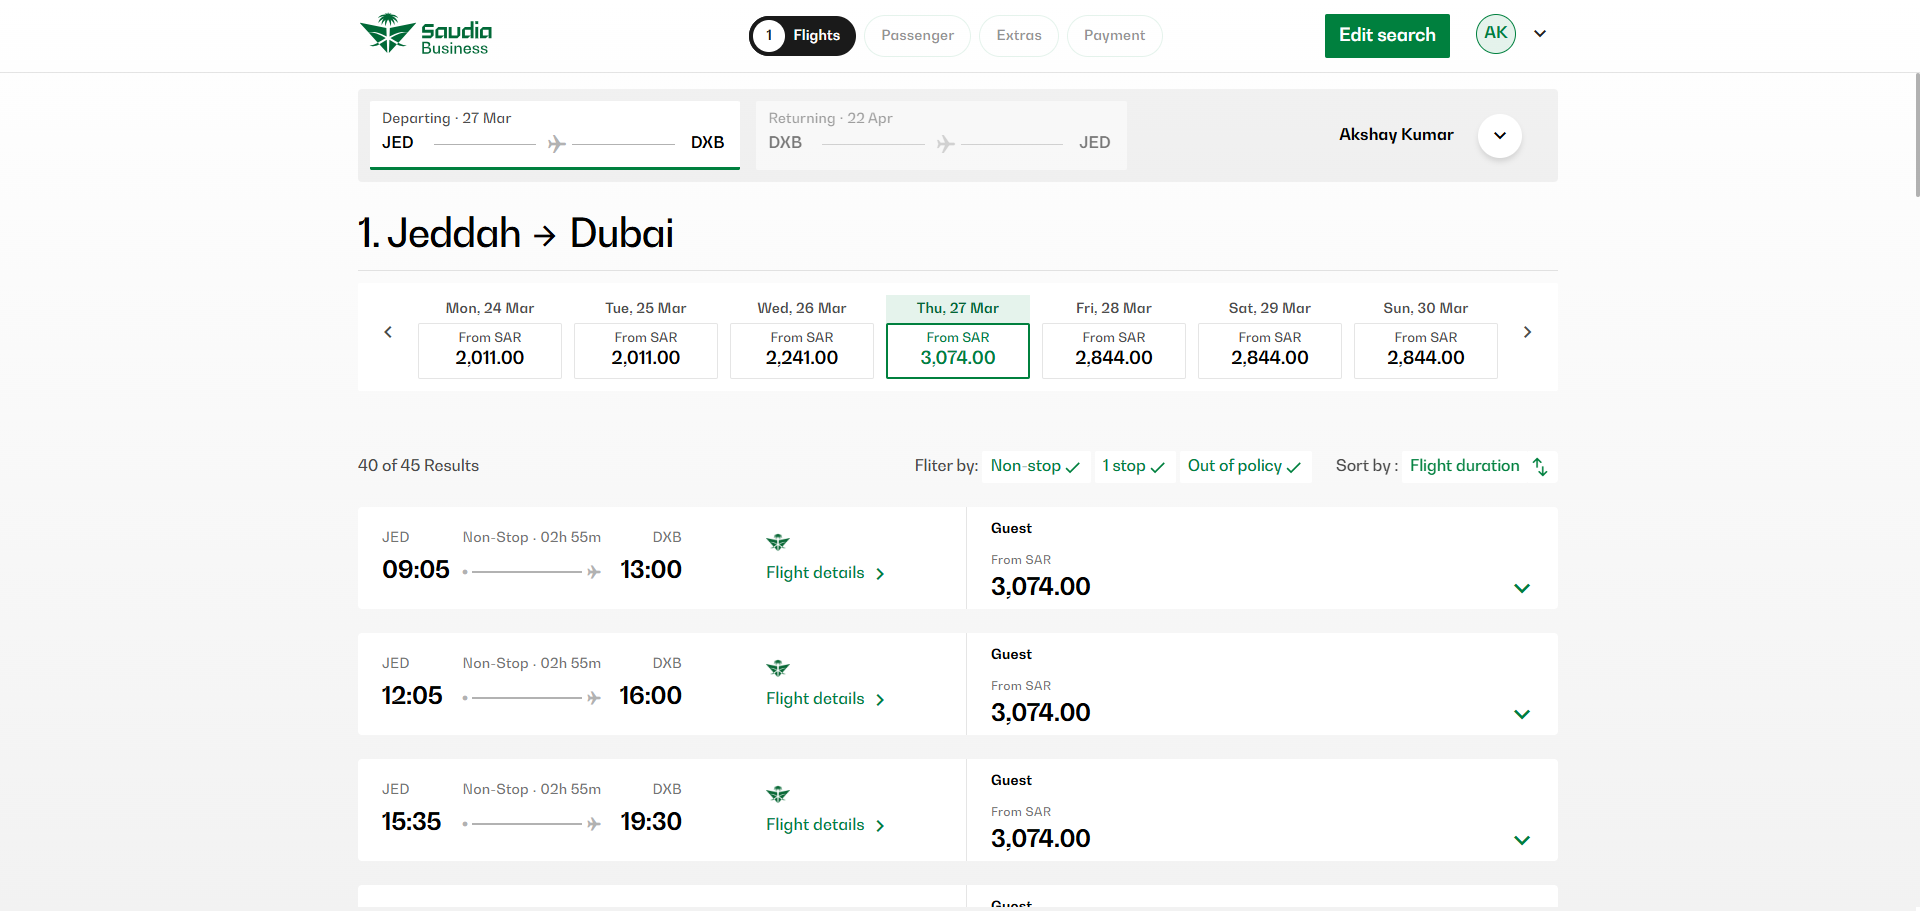 Saudia
Business
1 Flights
Passenger
Extras
Payment
Edit search
AK
Departing · 27 Mar
JED DXB
Returning · 22 Apr
DXB JED
Akshay Kumar
1. Jeddah → Dubai
Mon, 24 Mar
From SAR
2,011.00
Tue, 25 Mar
From SAR
2,011.00
Wed, 26 Mar
From SAR
2,241.00
Thu, 27 Mar
From SAR
3,074.00
Fri, 28 Mar
From SAR
2,844.00
Sat, 29 Mar
From SAR
2,844.00
Sun, 30 Mar
From SAR
2,844.00
40 of 45 Results
Fliter by: Non-stop 1 stop Out of policy
Sort by : Flight duration
JED Non-Stop · 02h 55m DXB
09:05 13:00
Flight details
Guest
From SAR
3,074.00
JED Non-Stop · 02h 55m DXB
12:05 16:00
Flight details
Guest
From SAR
3,074.00
JED Non-Stop · 02h 55m DXB
15:35 19:30
Flight details
Guest
From SAR
3,074.00
Guest